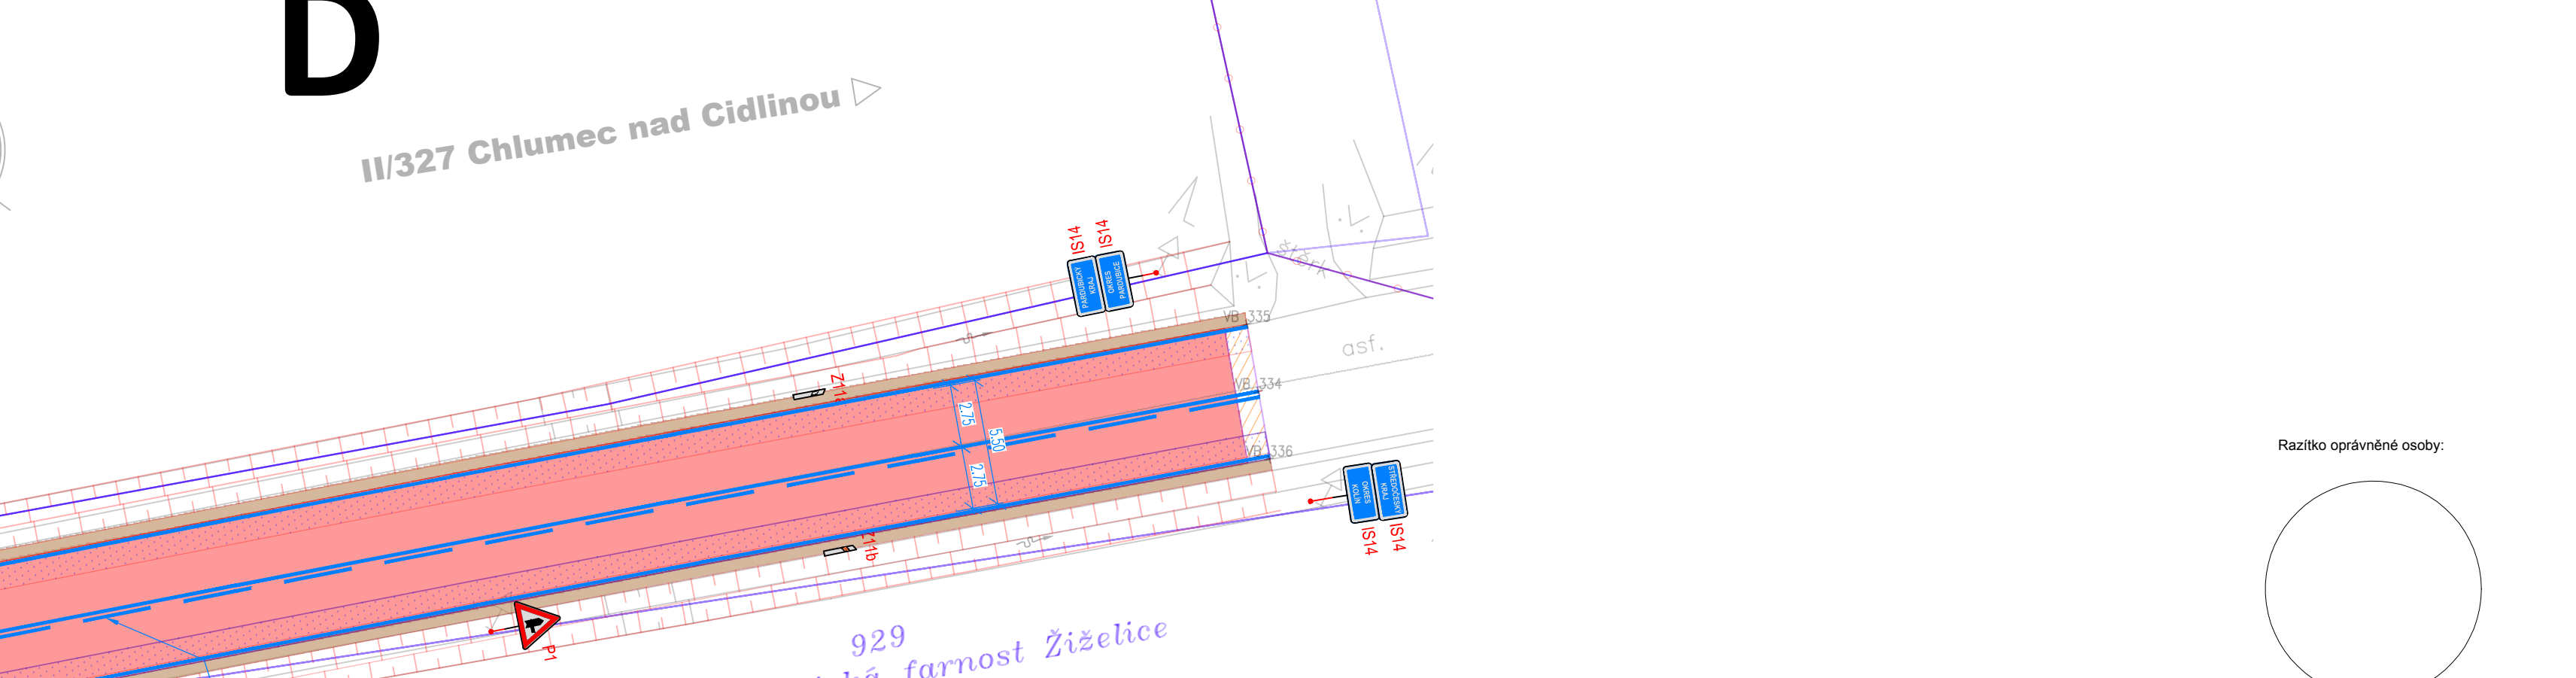 D
II/327 Chlumec nad Cidlinou
IS14
IS14
PARDUBICKÝ
KRAJ
OKRES
PARDUBICE
štěrk
VB 335
asf.
VB 334
2.75
5.50
2.75
VB 336
Razítko oprávněné osoby:
OKRES
KOLÍN
STŘEDOČESKÝ
KRAJ
IS14
IS14
Z11b
P1
929
farnost Žiželice